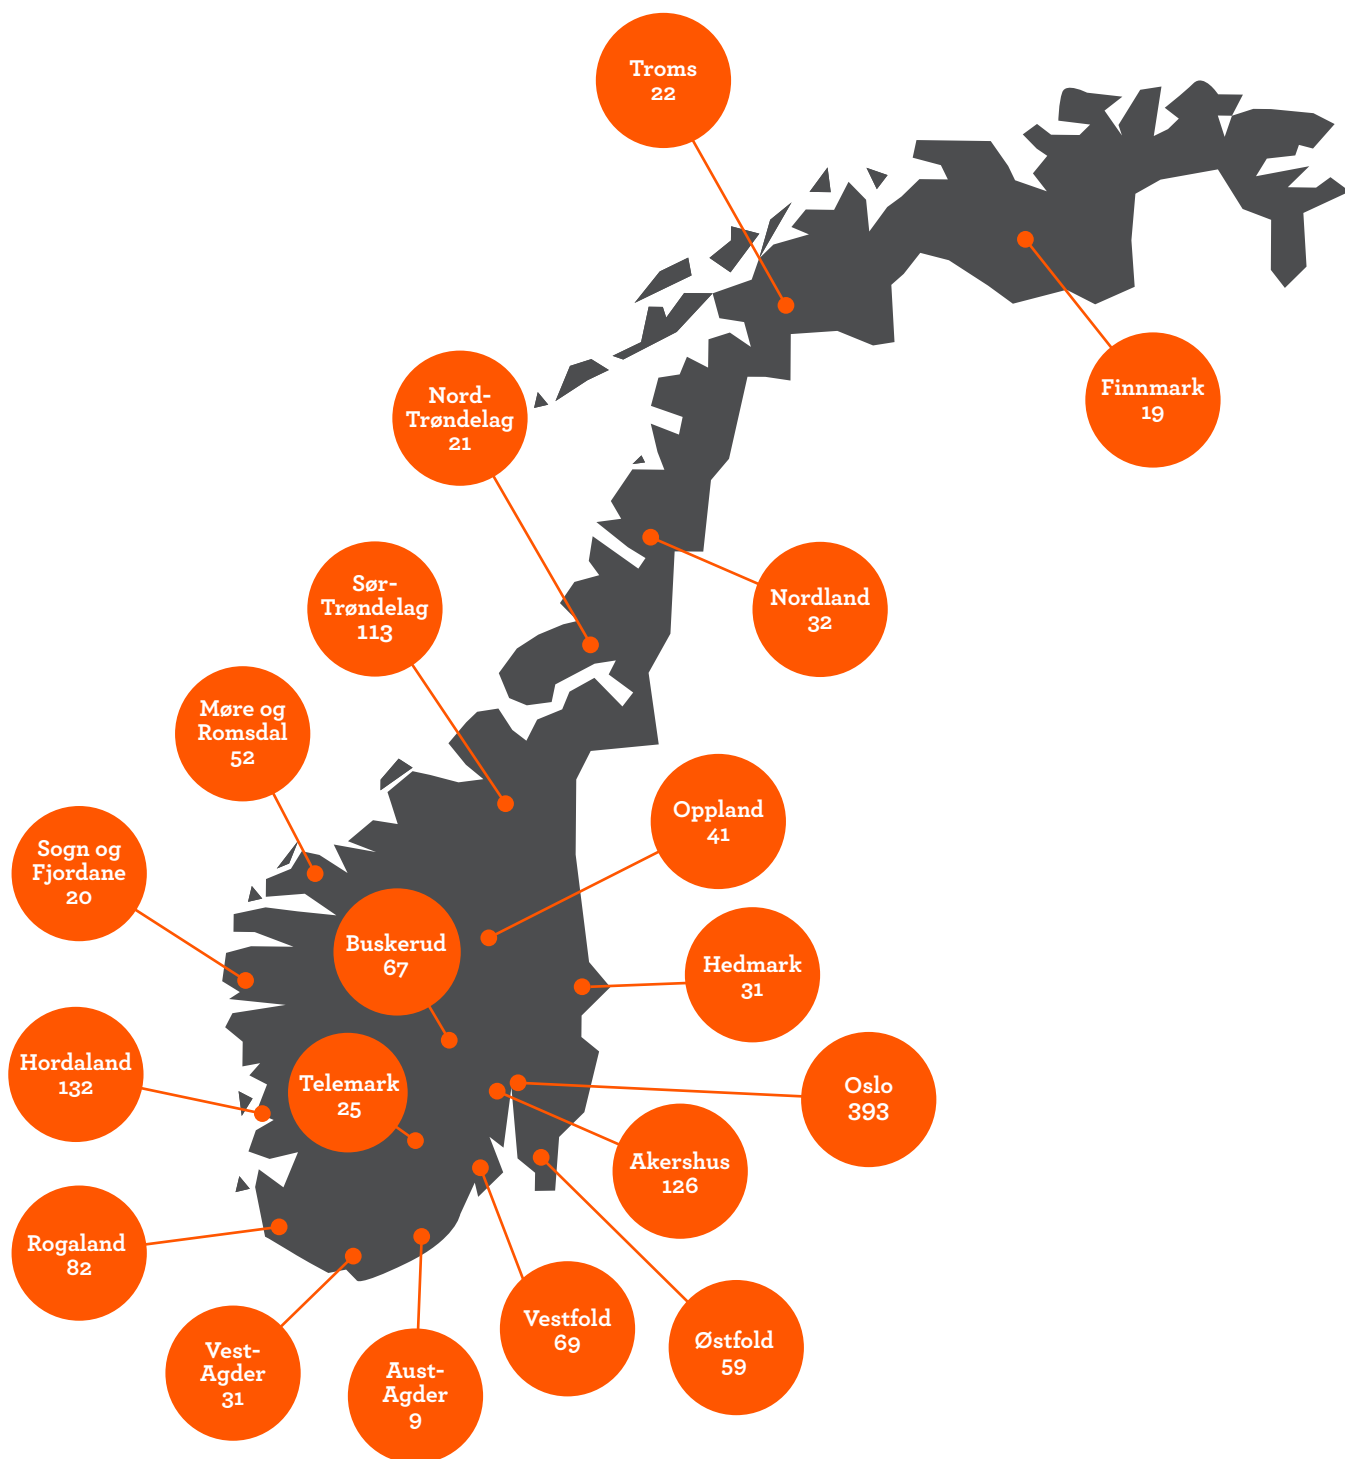 Troms
22
Finnmark
19
Nord-
Trøndelag
21
Nordland
32
Sør-
Trøndelag
113
Møre og
Romsdal
52
Oppland
41
Sogn og
Fjordane
20
Buskerud
67
Hedmark
31
Hordaland
132
Telemark
25
Oslo
393
Akershus
126
Rogaland
82
Vestfold
69
Østfold
59
Vest-
Agder
31
Aust-
Agder
9